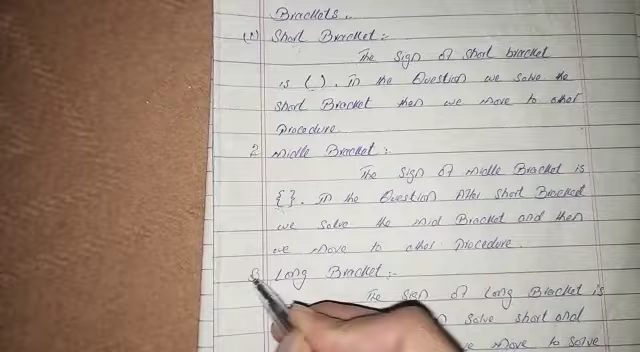 Brackets.
(1) Short Bracket:
The Sign of Short bracket
is ( ). In the Question we solve the
short Bracket then we move to other
Procedure
2 Midle Bracket:.
The Sign of Midle Bracket is
{ }. In the Question After short Bracket
we solve the Mid Bracket and then
we move to other procedure.
Long Bracket:-
The Sign of Long Bracket is
solve short and
move to solve